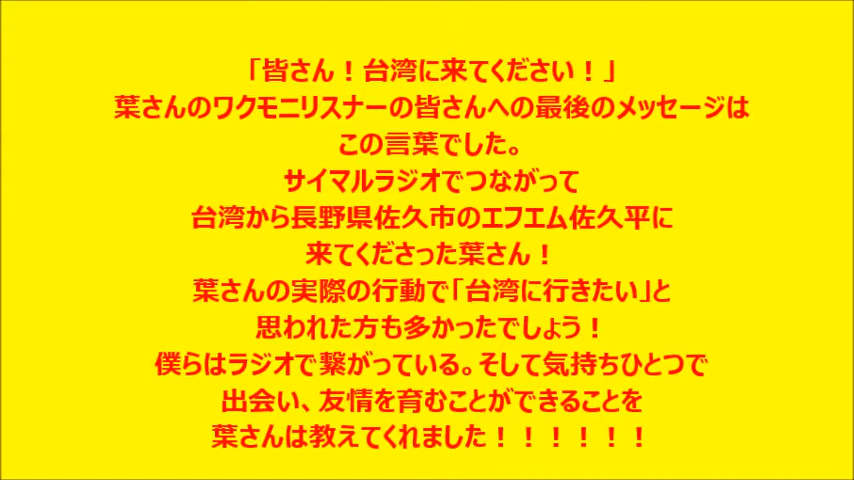 「皆さん！台湾に来てください！」
葉さんのワクモニリスナーの皆さんへの最後のメッセージは
この言葉でした。
サイマルラジオでつながって
台湾から長野県佐久市のエフエム佐久平に
来てくださった葉さん！
葉さんの実際の行動で「台湾に行きたい」と
思われた方も多かったでしょう！
僕らはラジオで繋がっている。そして気持ちひとつで
出会い、友情を育むことができることを
葉さんは教えてくれました！！！！！！